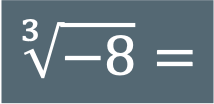 ∛−8 =